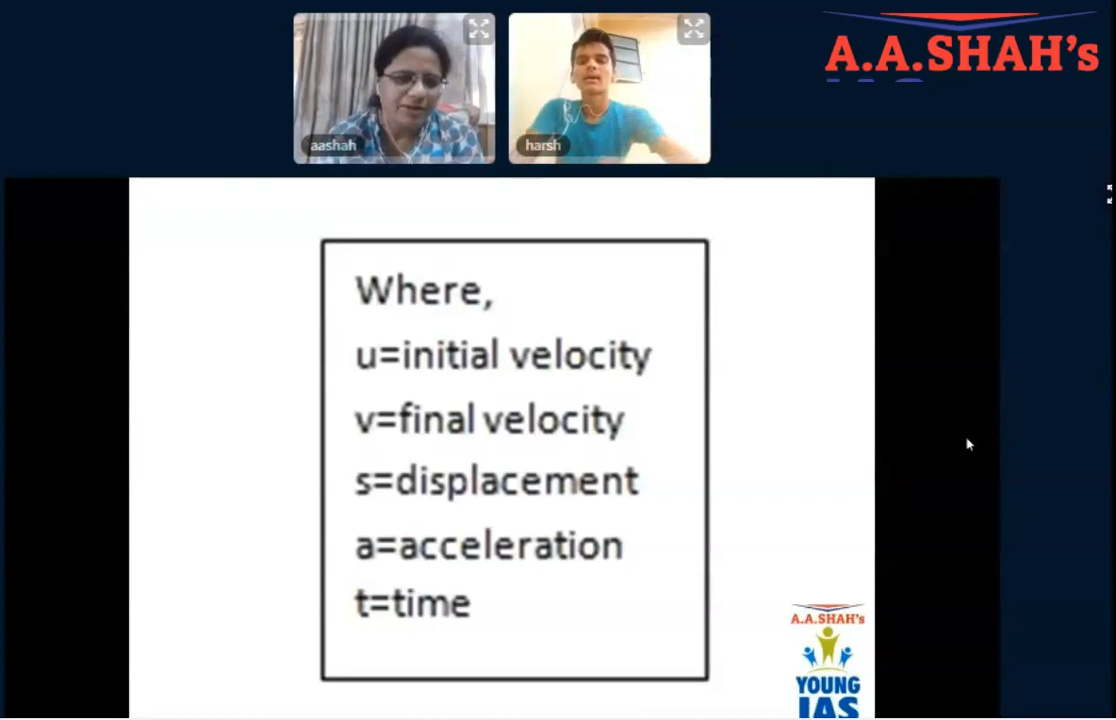 A.A.SHAH's
aashah
harsh
Where,
u=initial velocity
v=final velocity
s=displacement
a=acceleration
t=time
A.A.SHAH's
YOUNG
IAS